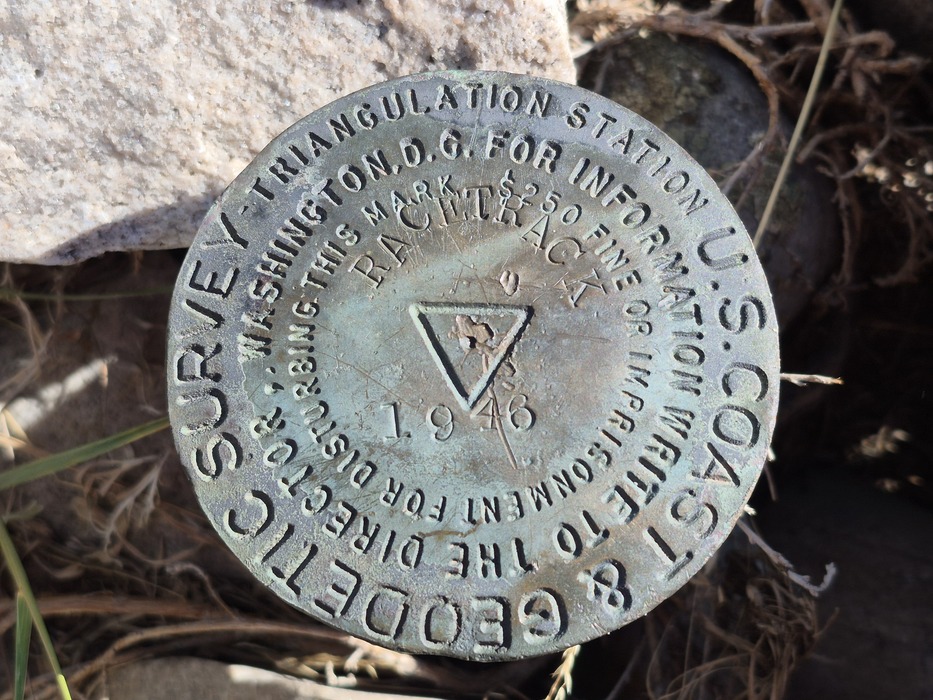 U.S. COAST & GEODETIC SURVEY - TRIANGULATION STATION
FOR INFORMATION WRITE TO THE DIRECTOR, WASHINGTON, D.C.
$250 FINE OR IMPRISONMENT FOR DISTURBING THIS MARK
RACETRACK
1946